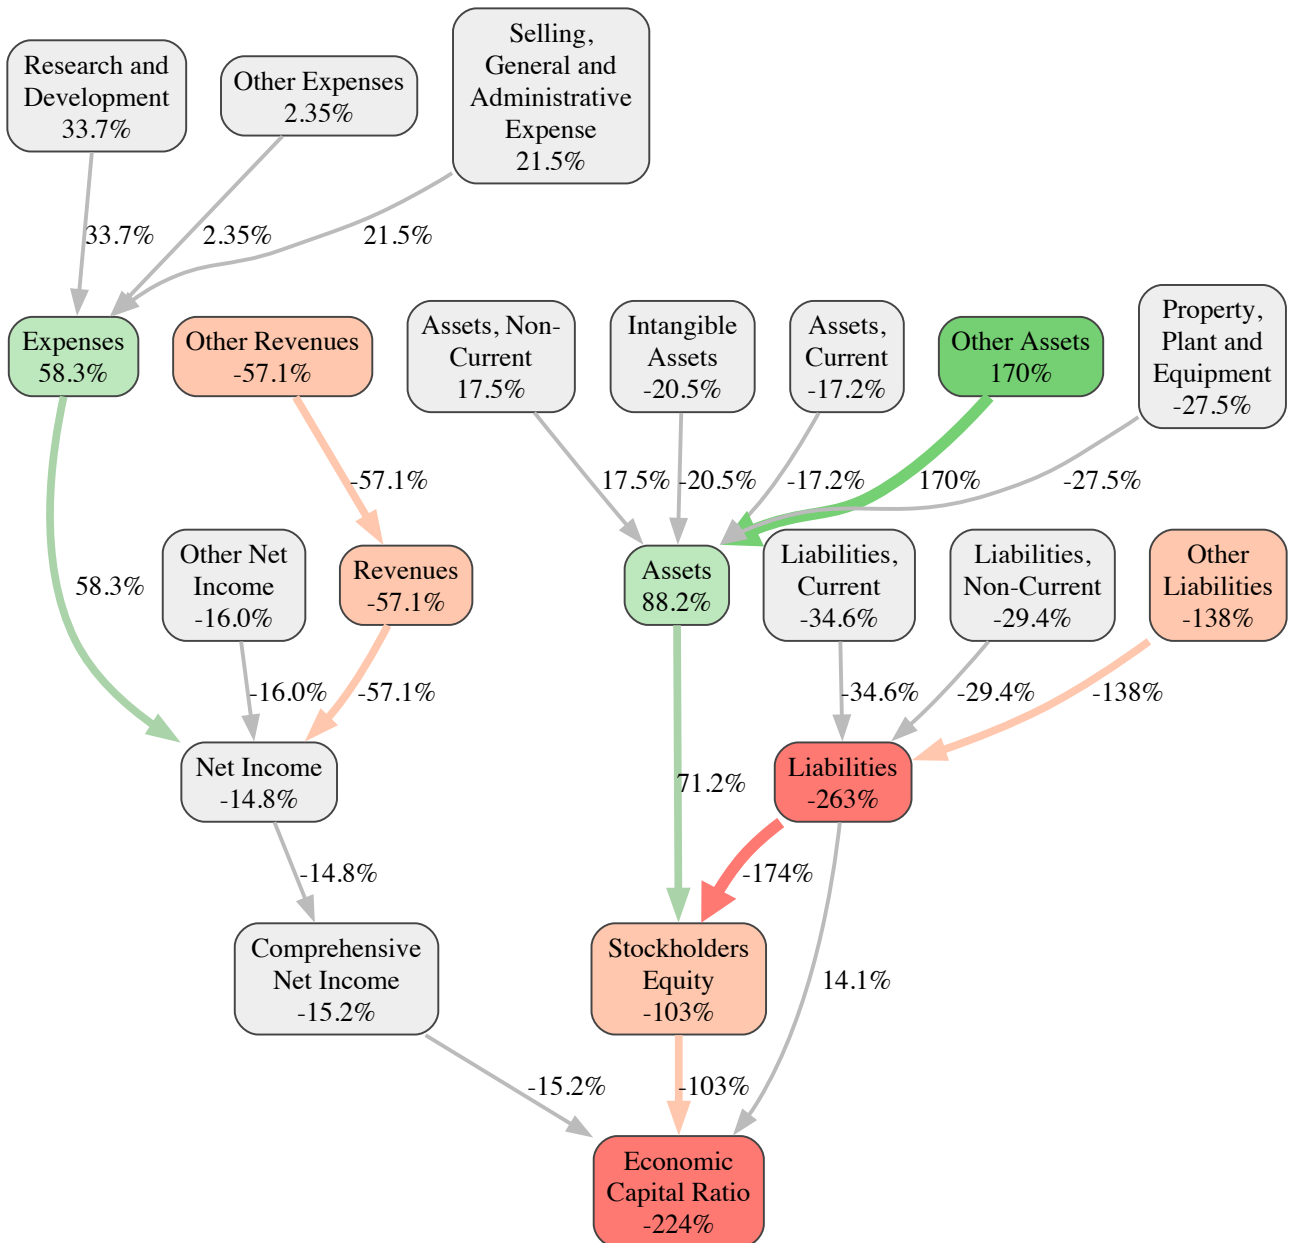 Research and
Development
33.7%
Other Expenses
2.35%
Selling,
General and
Administrative
Expense
21.5%
33.7%
2.35%
21.5%
Expenses
58.3%
Other Revenues
-57.1%
Assets, Non-
Current
17.5%
Intangible
Assets
-20.5%
Assets,
Current
-17.2%
Other Assets
170%
Property,
Plant and
Equipment
-27.5%
-57.1%
17.5%
-20.5%
-17.2%
170%
-27.5%
58.3%
Other Net
Income
-16.0%
Revenues
-57.1%
Assets
88.2%
Liabilities,
Current
-34.6%
Liabilities,
Non-Current
-29.4%
Other
Liabilities
-138%
-16.0%
-57.1%
-34.6%
-29.4%
-138%
Net Income
-14.8%
71.2%
Liabilities
-263%
-14.8%
-174%
Comprehensive
Net Income
-15.2%
Stockholders
Equity
-103%
14.1%
-15.2%
-103%
Economic
Capital Ratio
-224%